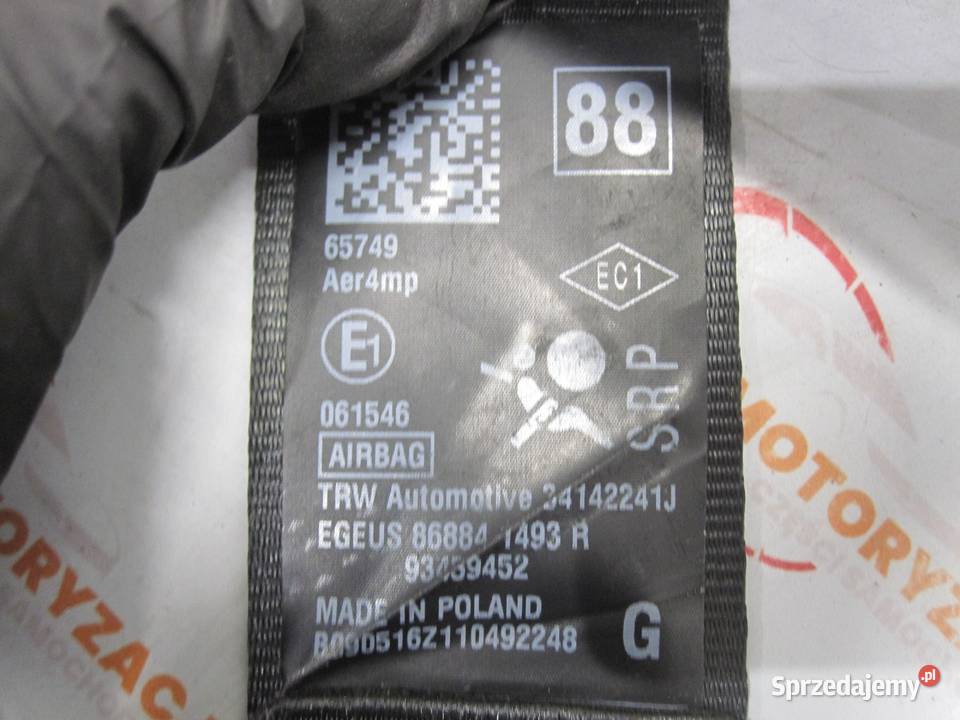 88
65749
Aer4mp
EC1
E1
SRP
061546
AIRBAG
TRW Automotive 34142241J
EGEUS 86884 1493 R
93459452
MADE IN POLAND
B090516Z110492248
G
MOTORYZAC
Sprzedajemy.pl